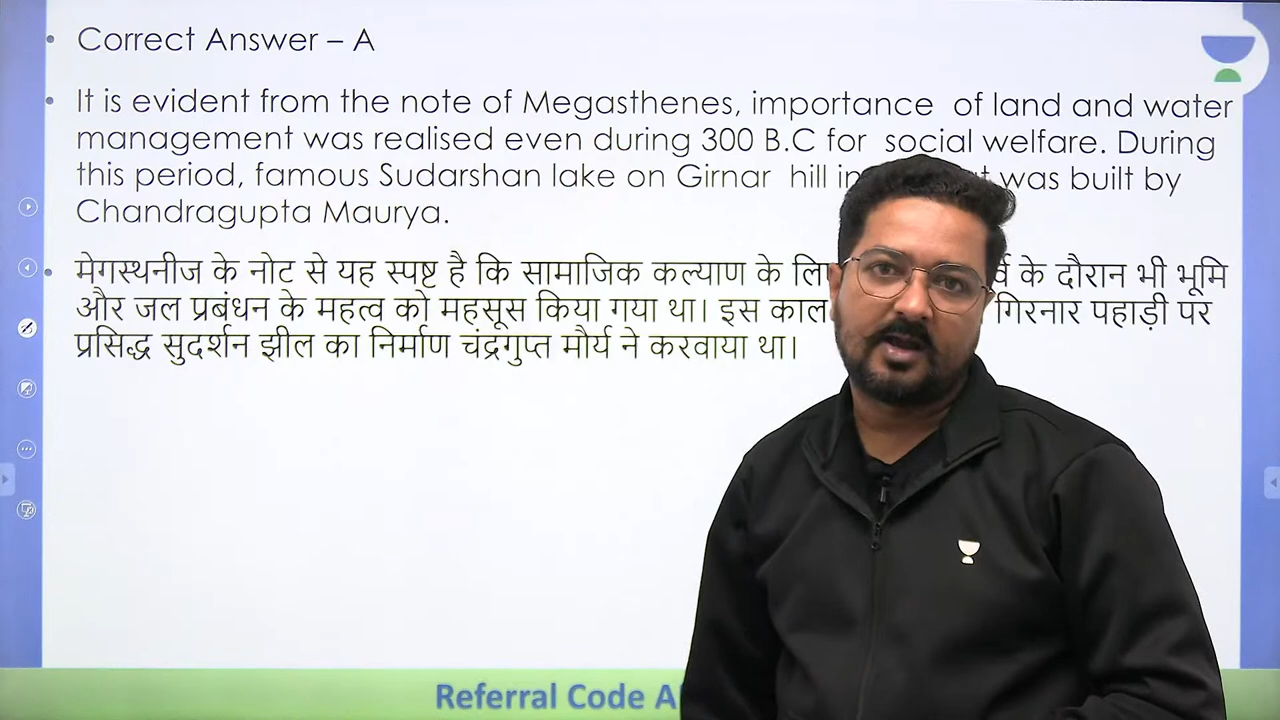 Correct Answer – A
It is evident from the note of Megasthenes, importance of land and water
management was realised even during 300 B.C for social welfare. During
this period, famous Sudarshan lake on Girnar hill in was built by
Chandragupta Maurya.
मेगस्थनीज के नोट से यह स्पष्ट है कि सामाजिक कल्याण के के दौरान भी भूमि
और जल प्रबंधन के महत्व को महसूस किया गया था। इस काल गिरनार पहाड़ी पर
प्रसिद्ध सुदर्शन झील का निर्माण चंद्रगुप्त मौर्य ने करवाया था।
Referral Code